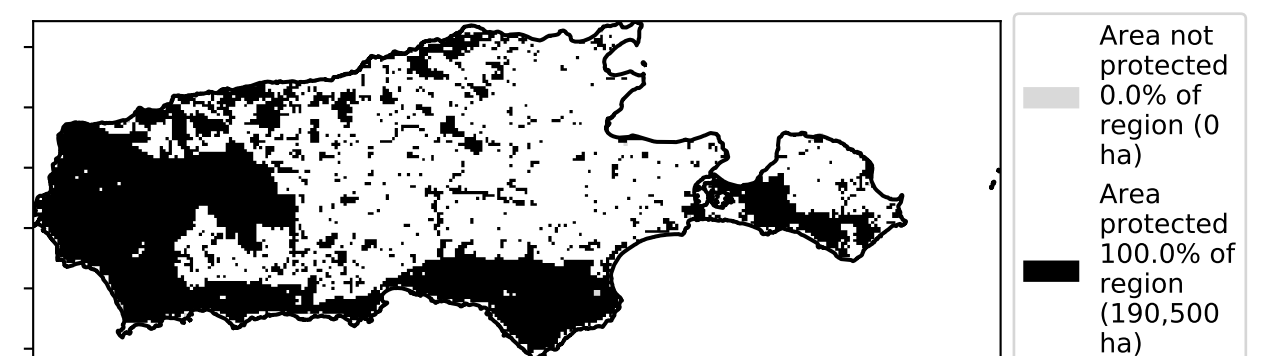 Area not
protected
0.0% of
region (0
ha)
Area
protected
100.0% of
region
(190,500
ha)